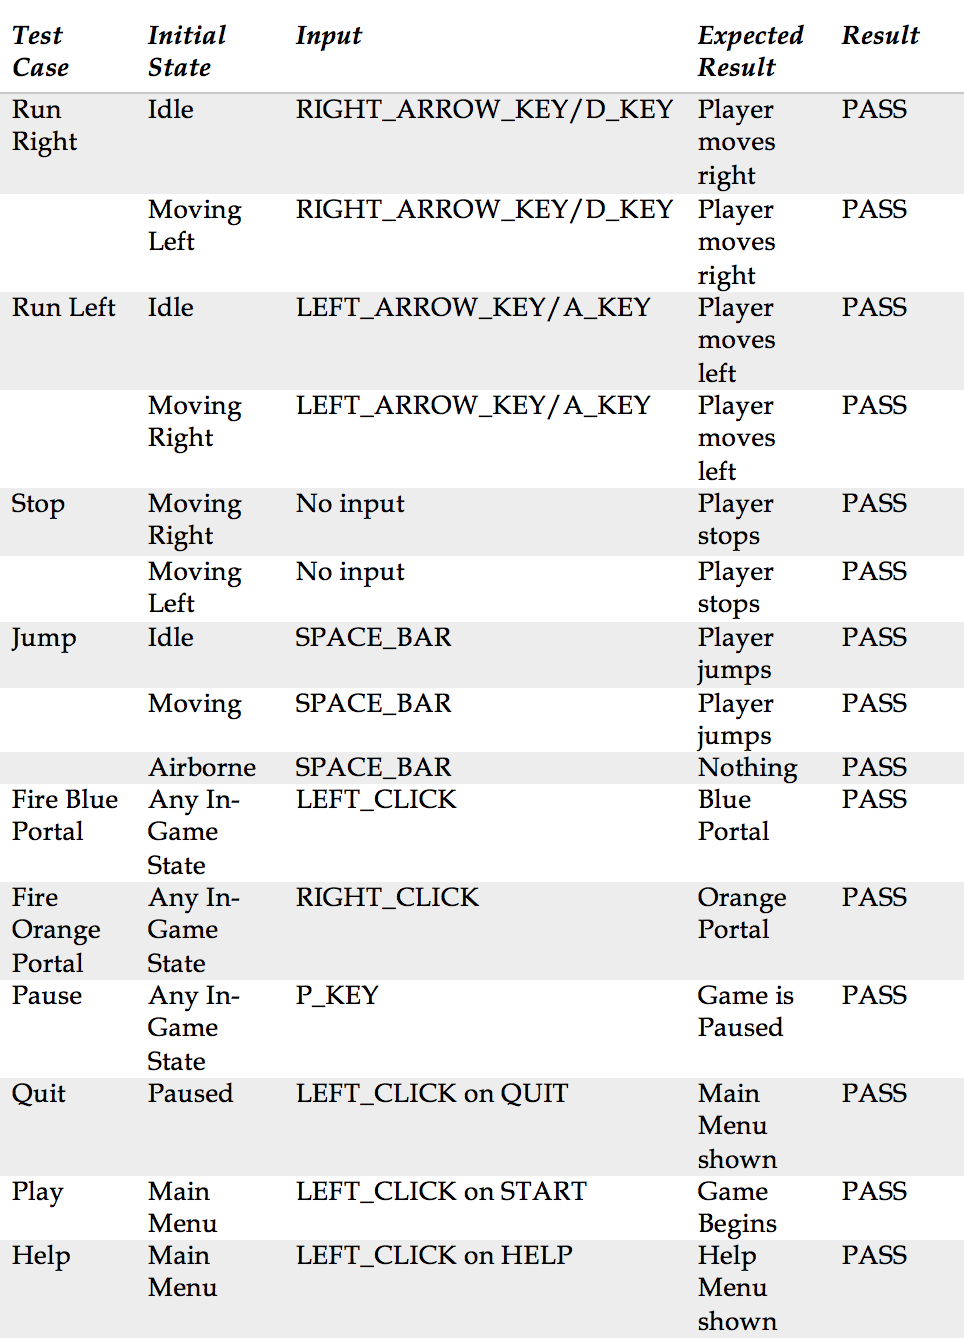 Test Case Initial State Input Expected Result Result
Run Right Idle RIGHT_ARROW_KEY/D_KEY Player moves right PASS
Moving Left RIGHT_ARROW_KEY/D_KEY Player moves right PASS
Run Left Idle LEFT_ARROW_KEY/A_KEY Player moves left PASS
Moving Right LEFT_ARROW_KEY/A_KEY Player moves left PASS
Stop Moving Right No input Player stops PASS
Moving Left No input Player stops PASS
Jump Idle SPACE_BAR Player jumps PASS
Moving SPACE_BAR Player jumps PASS
Airborne SPACE_BAR Nothing PASS
Fire Blue Portal Any In-Game State LEFT_CLICK Blue Portal PASS
Fire Orange Portal Any In-Game State RIGHT_CLICK Orange Portal PASS
Pause Any In-Game State P_KEY Game is Paused PASS
Quit Paused LEFT_CLICK on QUIT Main Menu shown PASS
Play Main Menu LEFT_CLICK on START Game Begins PASS
Help Main Menu LEFT_CLICK on HELP Help Menu shown PASS